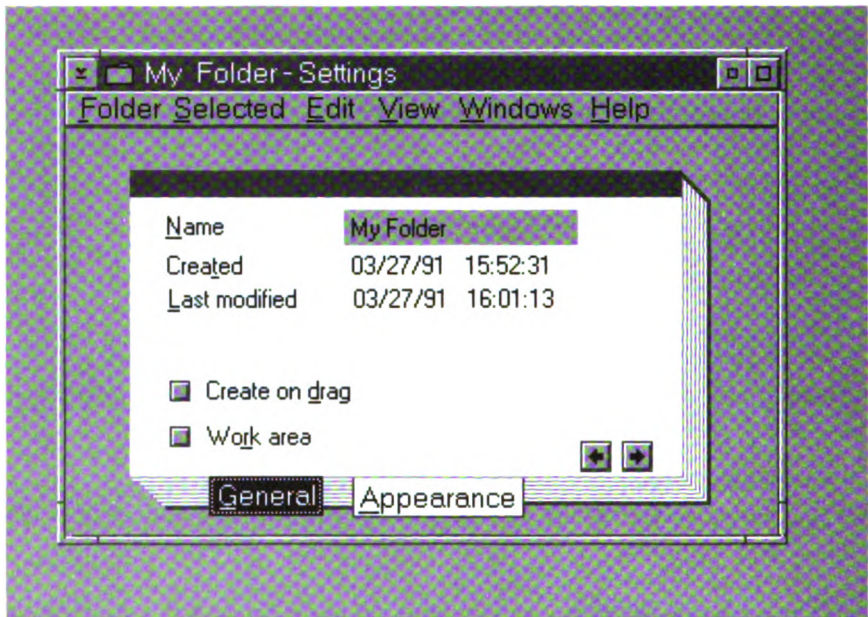 My Folder - Settings
Folder Selected Edit View Windows Help
Name My Folder
Created 03/27/91 15:52:31
Last modified 03/27/91 16:01:13
Create on drag
Work area
General Appearance